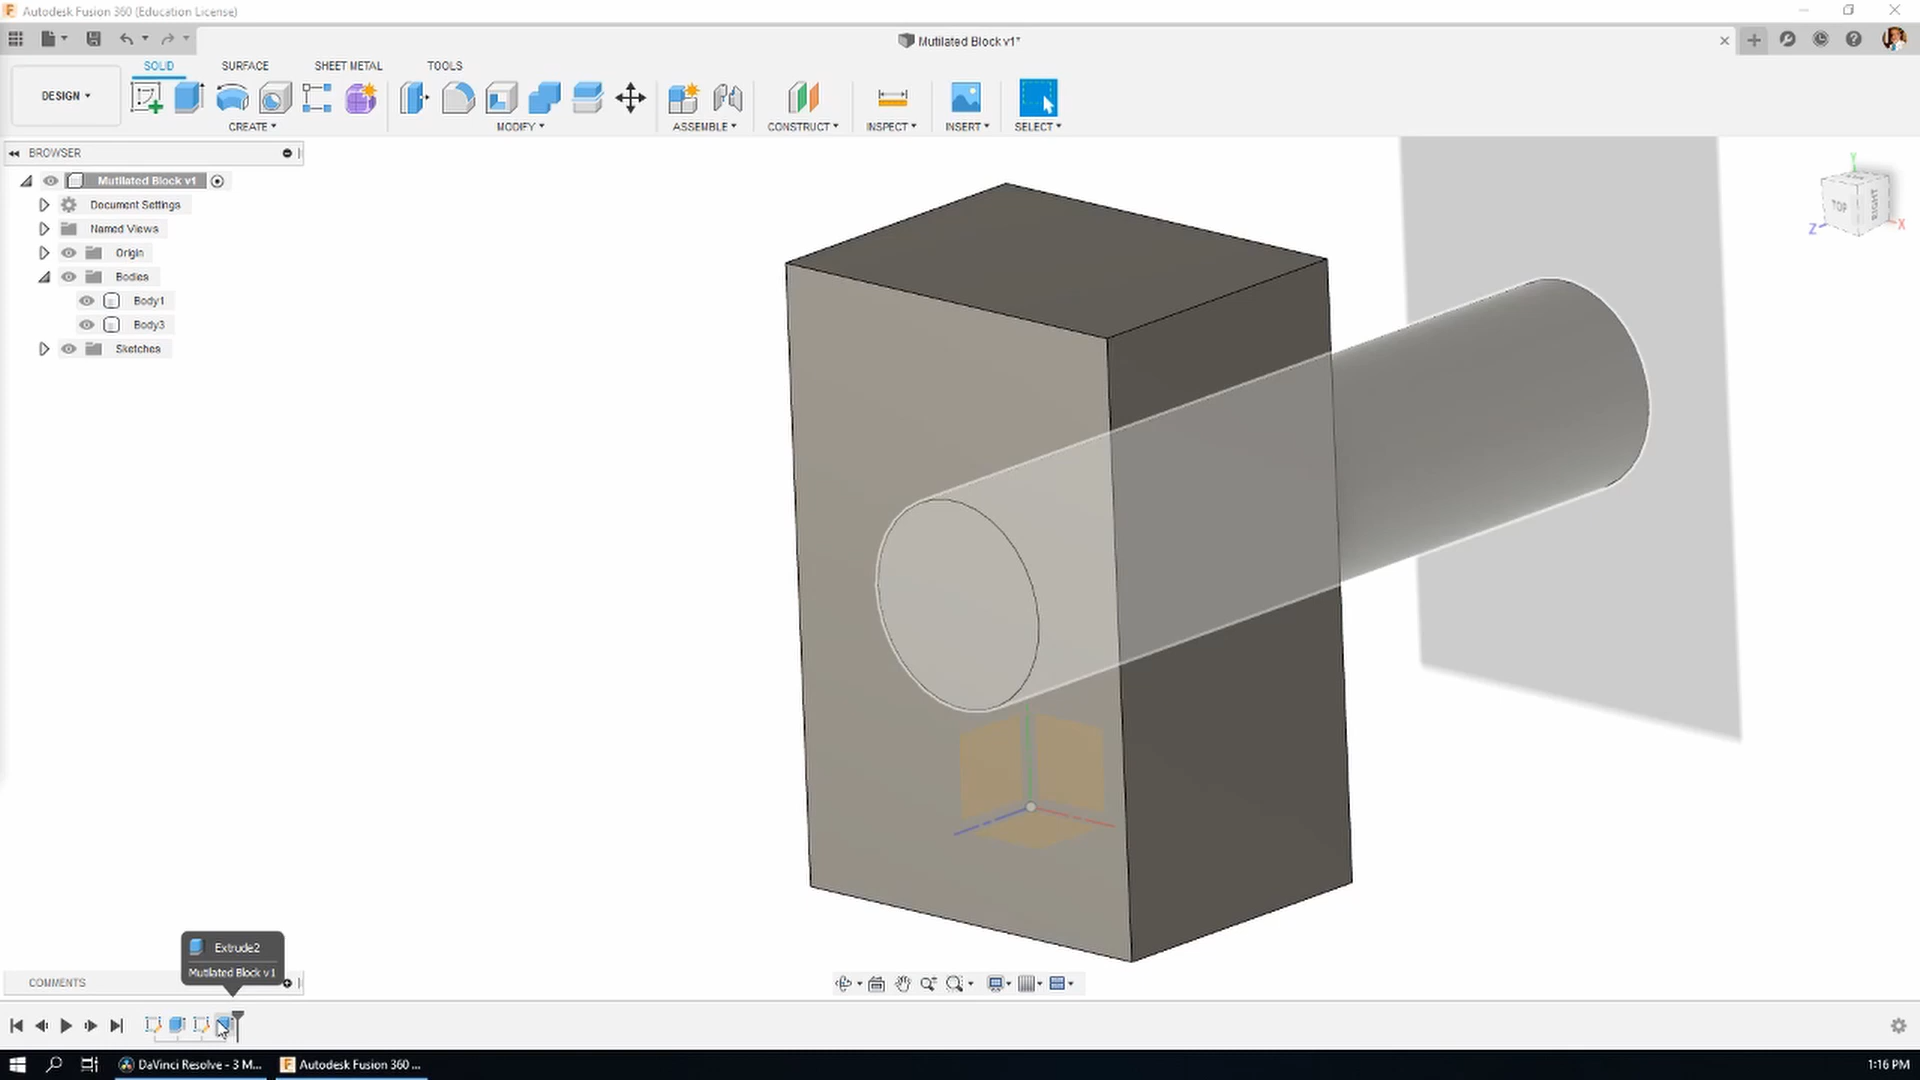 Autodesk Fusion 360 (Education License)
Mutilated Block v1*
DESIGN
SOLID
SURFACE
SHEET METAL
TOOLS
CREATE
MODIFY
ASSEMBLE
CONSTRUCT
INSPECT
INSERT
SELECT
BROWSER
Mutilated Block v1
Document Settings
Named Views
Origin
Bodies
Body1
Body3
Sketches
Y
TOP
RIGHT
Z
X
Extrude2
Mutilated Block v1
COMMENTS
DaVinci Resolve - 3 M...
Autodesk Fusion 360 ...
1:16 PM